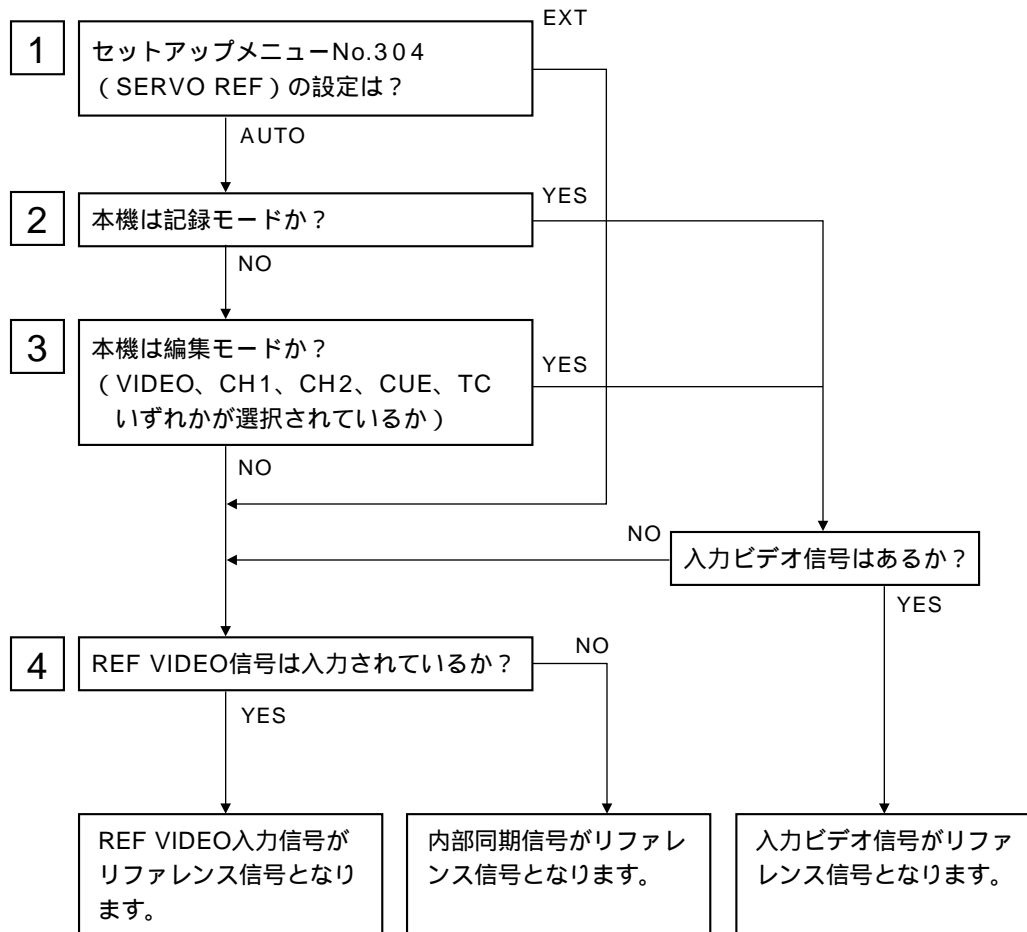 EXT
1
セットアップメニューNo.304
（SERVO REF）の設定は？
AUTO
2
本機は記録モードか？
YES
NO
3
本機は編集モードか？
（VIDEO、CH1、CH2、CUE、TC
いずれかが選択されているか）
YES
NO
NO
入力ビデオ信号はあるか？
YES
4
REF VIDEO信号は入力されているか？
NO
YES
REF VIDEO入力信号が
リファレンス信号となり
ます。
内部同期信号がリファレ
ンス信号となります。
入力ビデオ信号がリファ
レンス信号となります。